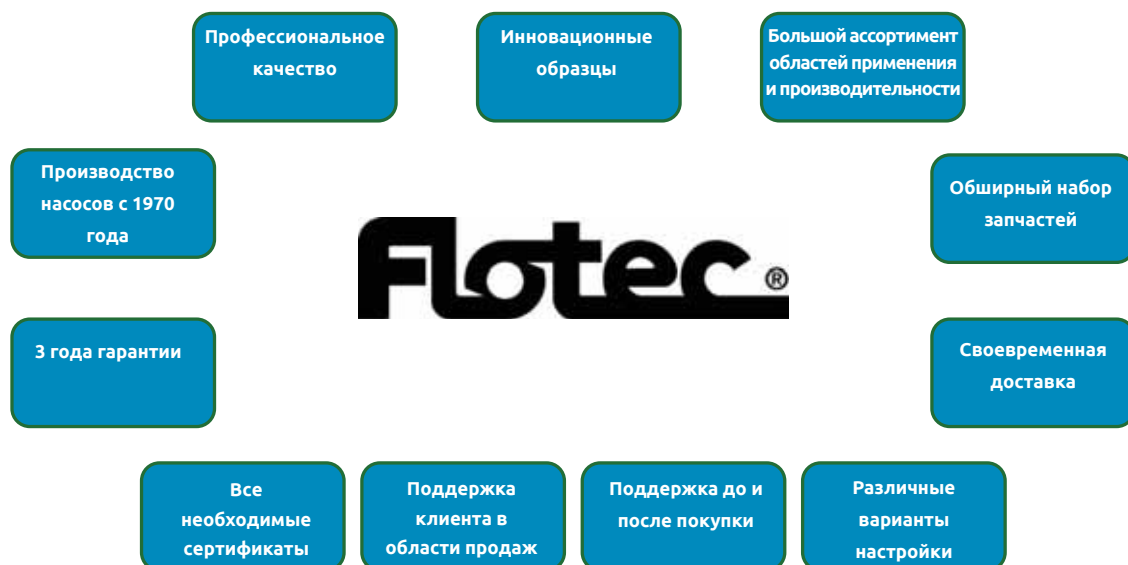 Профессиональное
качество
Инновационные
образцы
Большой ассортимент
областей применения
и производительности
Производство
насосов с 1970
года
Обширный набор
запчастей
Flotec®
3 года гарантии
Своевременная
доставка
Все
необходимые
сертификаты
Поддержка
клиента в
области продаж
Поддержка до и
после покупки
Различные
варианты
настройки